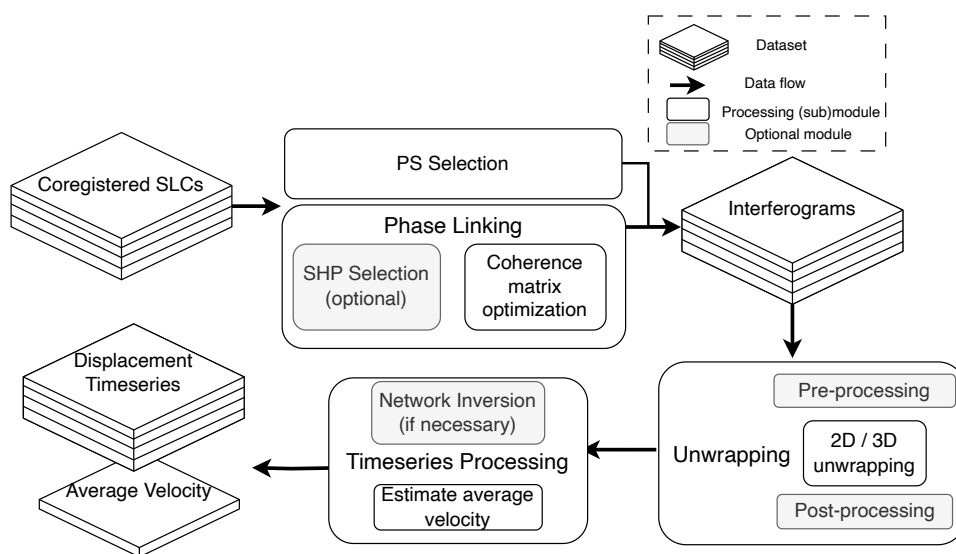 Dataset
Data flow
Processing (sub)module
Optional module
Coregistered SLCs
PS Selection
Phase Linking
SHP Selection
(optional)
Coherence
matrix
optimization
Interferograms
Pre-processing
Unwrapping
2D / 3D
unwrapping
Post-processing
Network Inversion
(if necessary)
Timeseries Processing
Estimate average
velocity
Displacement
Timeseries
Average Velocity